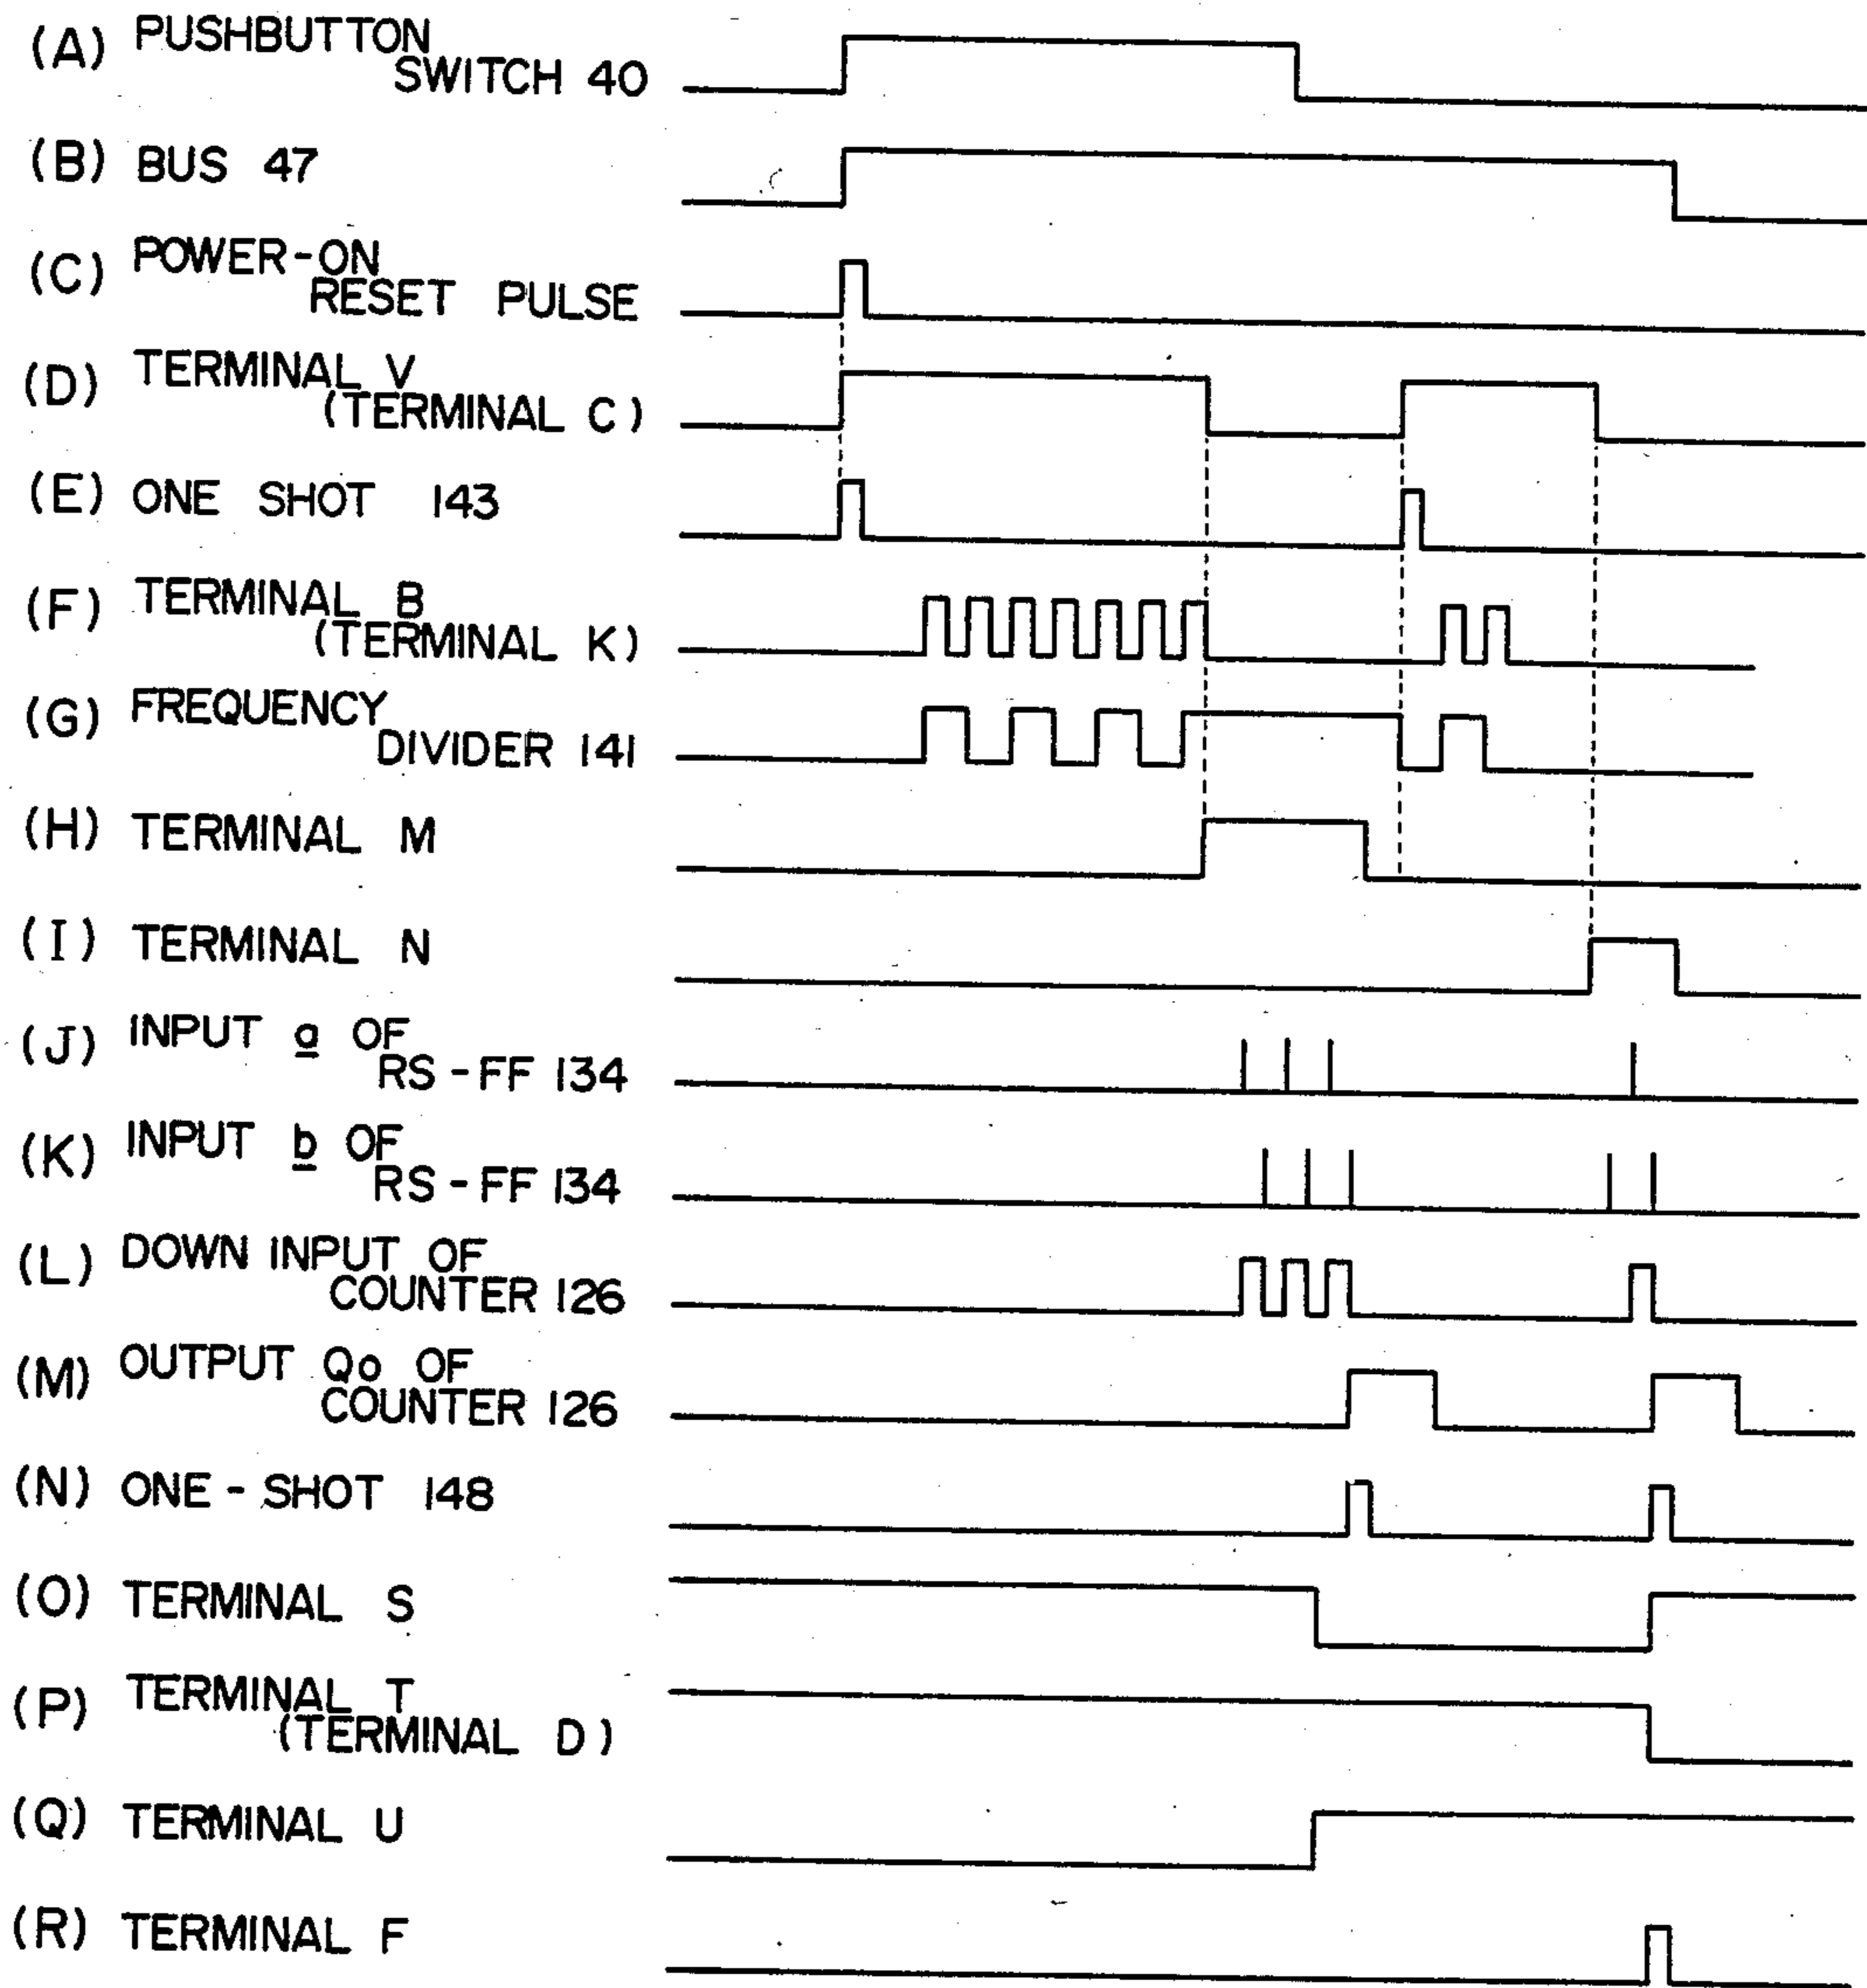 (A) PUSHBUTTON
SWITCH 40
(B) BUS 47
(C) POWER-ON
RESET PULSE
(D) TERMINAL V
(TERMINAL C)
(E) ONE SHOT 143
(F) TERMINAL B
(TERMINAL K)
(G) FREQUENCY
DIVIDER 141
(H) TERMINAL M
(I) TERMINAL N
(J) INPUT a OF
RS-FF 134
(K) INPUT b OF
RS-FF 134
(L) DOWN INPUT OF
COUNTER 126
(M) OUTPUT Qo OF
COUNTER 126
(N) ONE-SHOT 148
(O) TERMINAL S
(P) TERMINAL T
(TERMINAL D)
(Q) TERMINAL U
(R) TERMINAL F